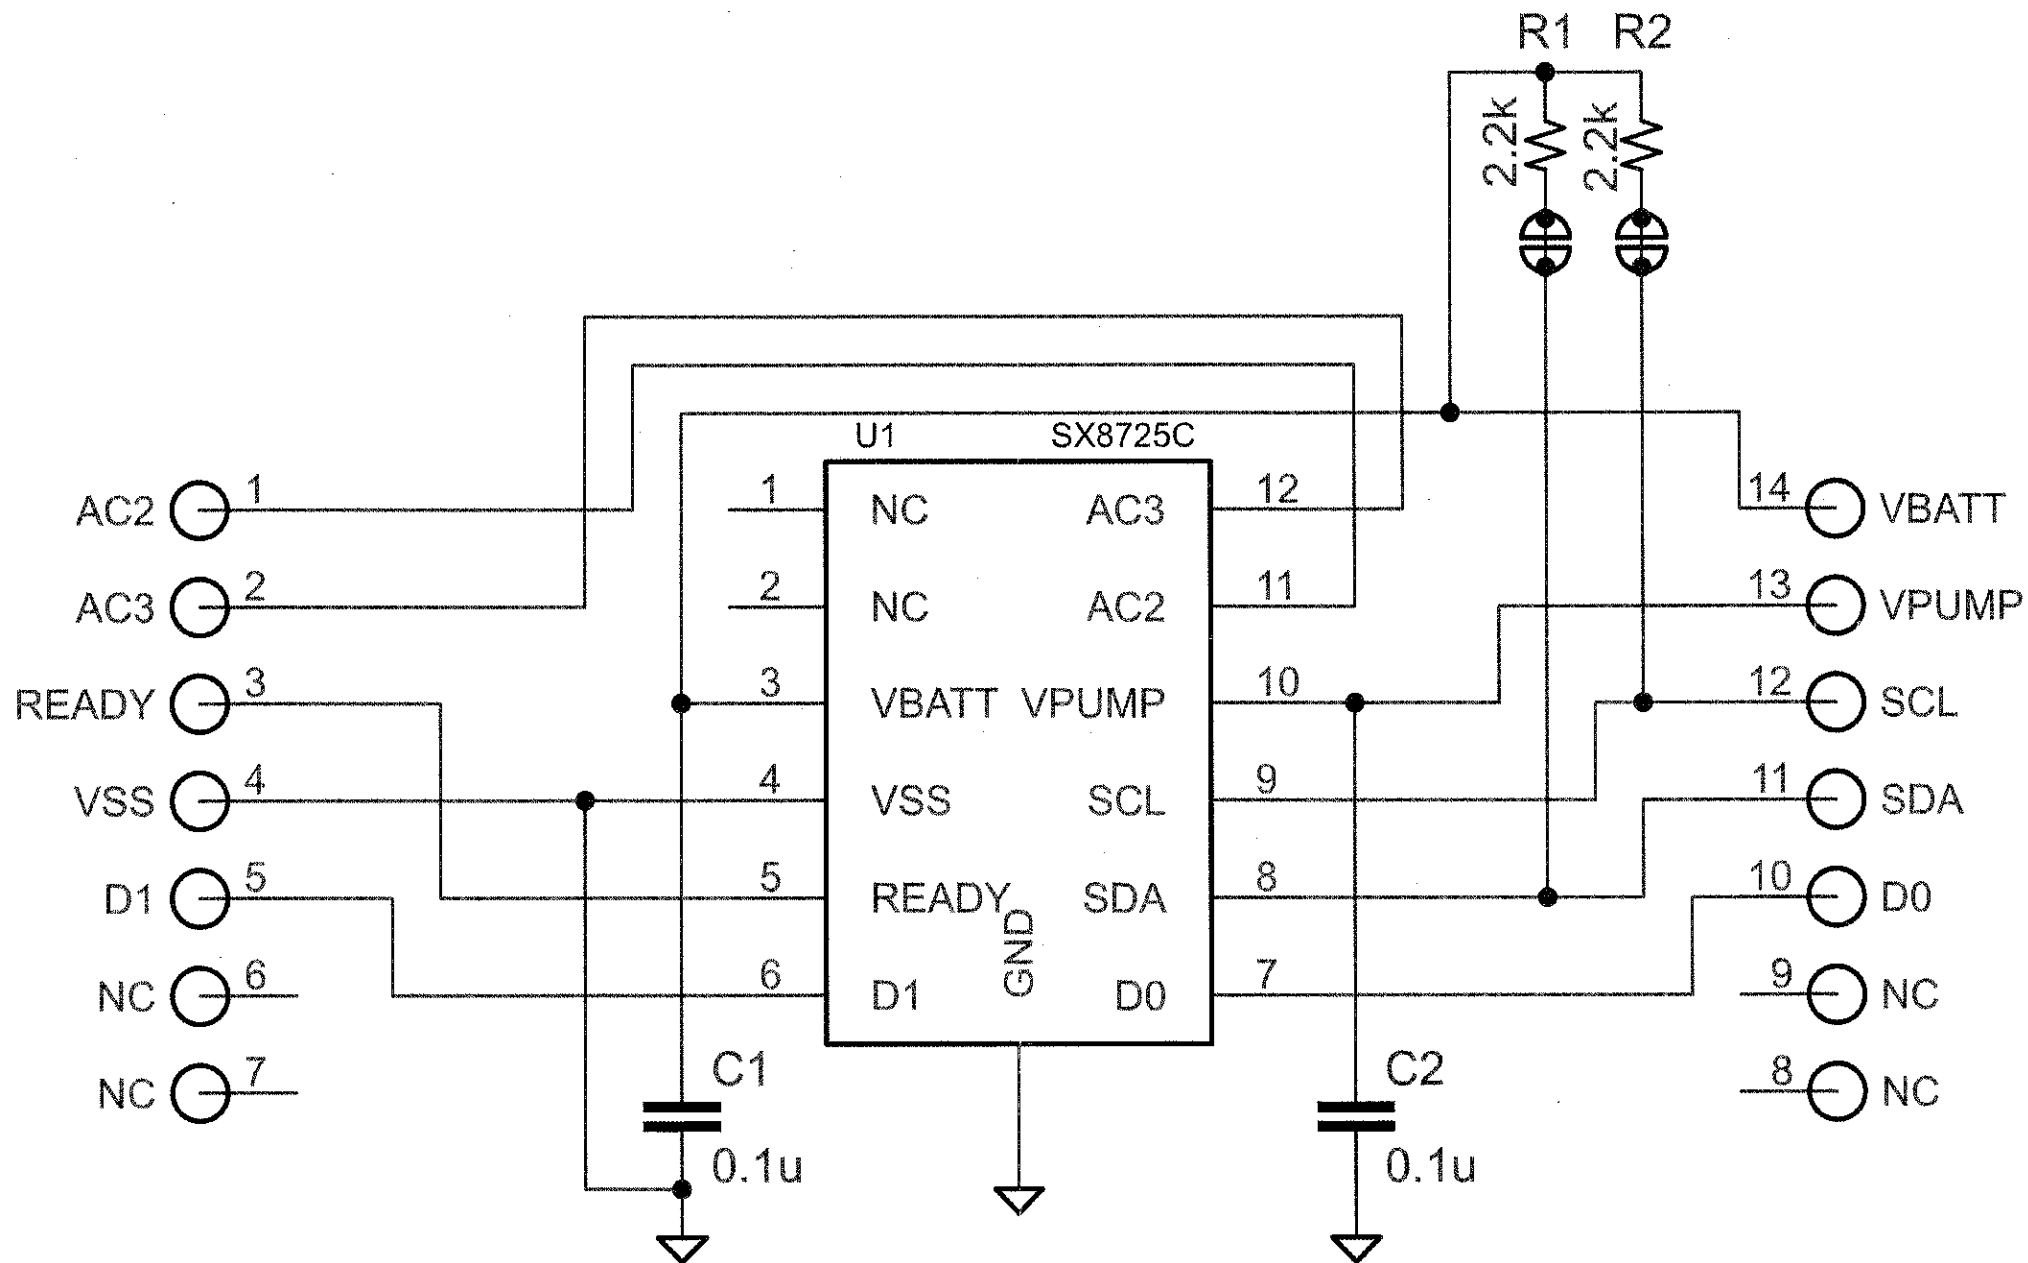 R1 R2
2.2k 2.2k
U1 SX8725C
AC2 1 1 NC AC3 12 14 VBATT
AC3 2 2 NC AC2 11 13 VPUMP
READY 3 3 VBATT VPUMP 10 12 SCL
VSS 4 4 VSS SCL 9 11 SDA
D1 5 5 READY SDA 8 10 D0
GND
NC 6 6 D1 D0 7 9 NC
NC 7 C1 C2 8 NC
0.1u 0.1u